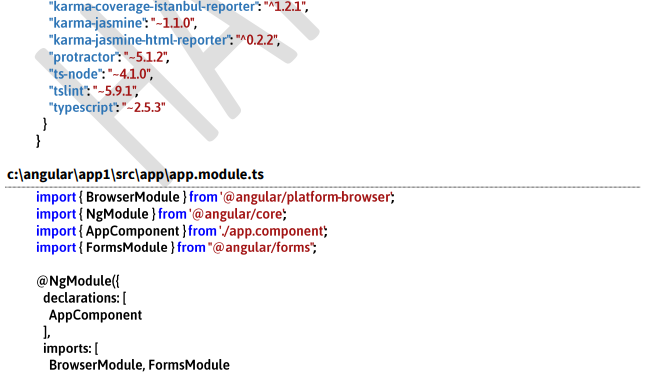 "karma-coverage-istanbul-reporter": "^1.2.1",
"karma-jasmine": "~1.1.0",
"karma-jasmine-html-reporter": "^0.2.2",
"protractor": "~5.1.2",
"ts-node": "~4.1.0",
"tslint": "~5.9.1",
"typescript": "~2.5.3"
}
}
c:\angular\app1\src\app\app.module.ts
import { BrowserModule } from '@angular/platform-browser';
import { NgModule } from '@angular/core';
import { AppComponent } from './app.component';
import { FormsModule } from "@angular/forms";
@NgModule({
declarations: [
AppComponent
],
imports: [
BrowserModule, FormsModule